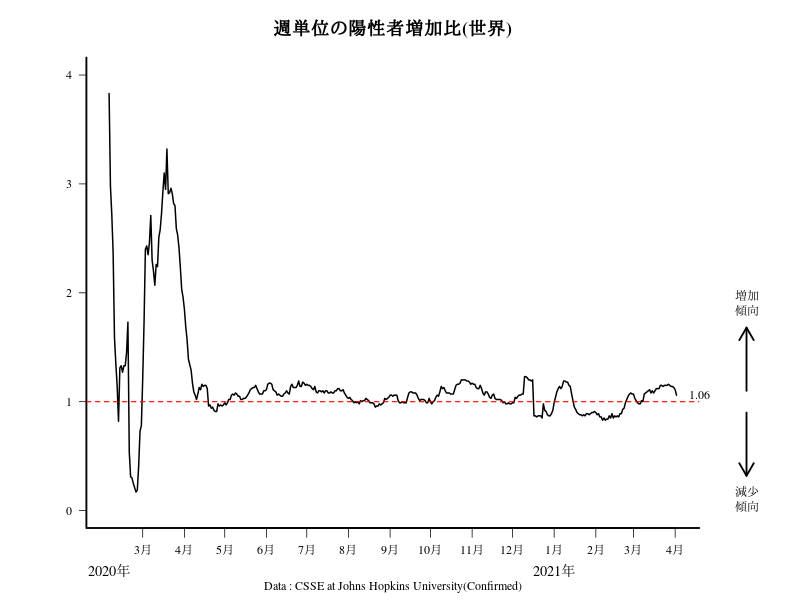 週単位の陽性者増加比(世界)
4
3
2
1
0
1.06
増加
傾向
減少
傾向
3月 4月 5月 6月 7月 8月 9月 10月 11月 12月 1月 2月 3月 4月
2020年 2021年
Data : CSSE at Johns Hopkins University(Confirmed)